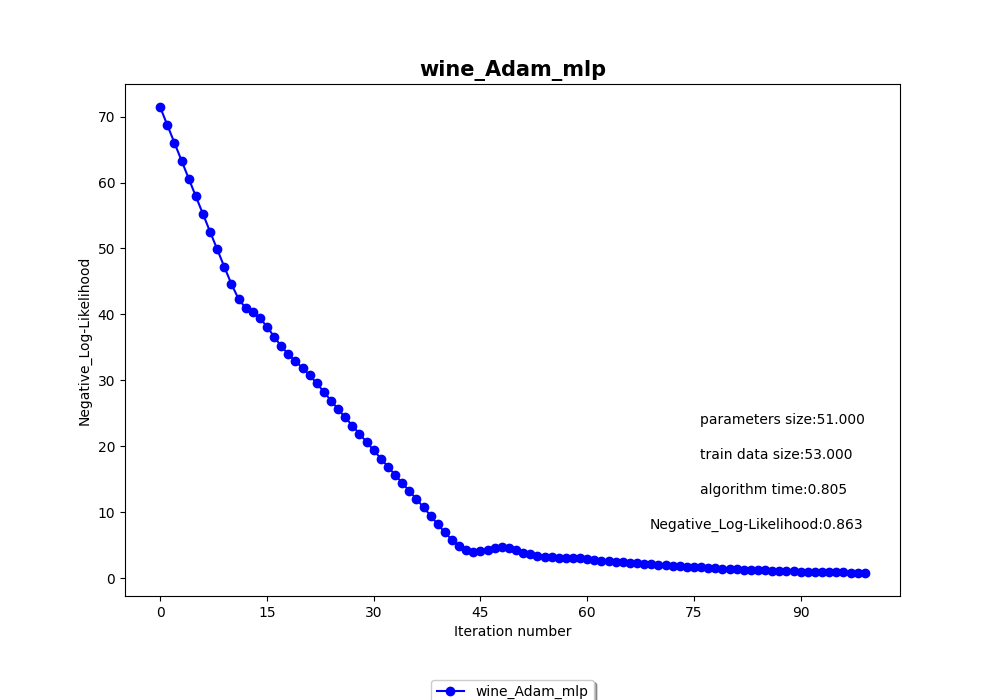 wine_Adam_mlp
Negative_Log-Likelihood
70
60
50
40
30
20
10
0
parameters size:51.000
train data size:53.000
algorithm time:0.805
Negative_Log-Likelihood:0.863
0 15 30 45 60 75 90
Iteration number
wine_Adam_mlp